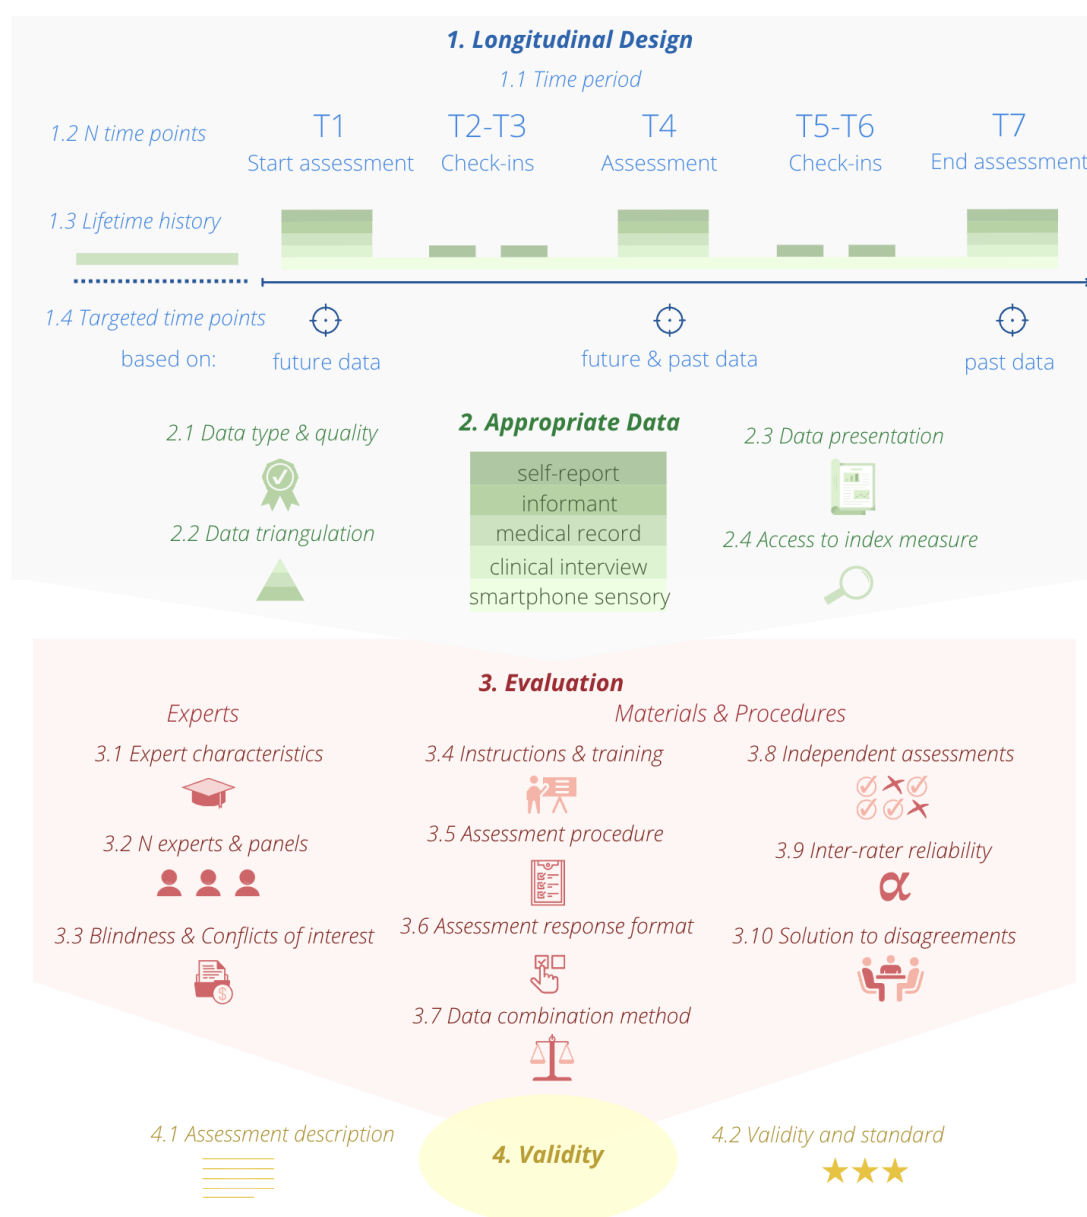 1. Longitudinal Design
1.1 Time period
1.2 N time points
T1
T2-T3
T4
T5-T6
T7
Start assessment
Check-ins
Assessment
Check-ins
End assessment
1.3 Lifetime history
1.4 Targeted time points
based on:
future data
future & past data
past data
2. Appropriate Data
2.1 Data type & quality
2.2 Data triangulation
self-report
informant
medical record
clinical interview
smartphone sensory
2.3 Data presentation
2.4 Access to index measure
3. Evaluation
Experts
Materials & Procedures
3.1 Expert characteristics
3.2 N experts & panels
3.3 Blindness & Conflicts of interest
$
3.4 Instructions & training
3.5 Assessment procedure
3.6 Assessment response format
3.7 Data combination method
3.8 Independent assessments
3.9 Inter-rater reliability
α
3.10 Solution to disagreements
4. Validity
4.1 Assessment description
4.2 Validity and standard